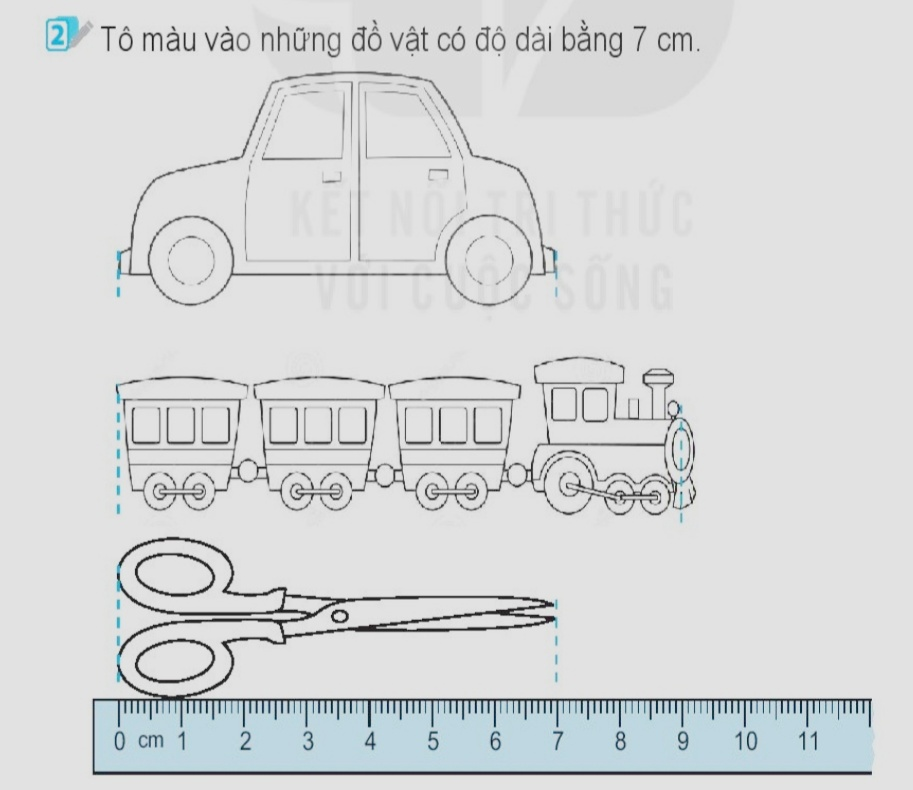 2 Tô màu vào những đồ vật có độ dài bằng 7 cm.
KẾT NỐI TRI THỨC
VỚI CUỘC SỐNG
0 cm 1 2 3 4 5 6 7 8 9 10 11